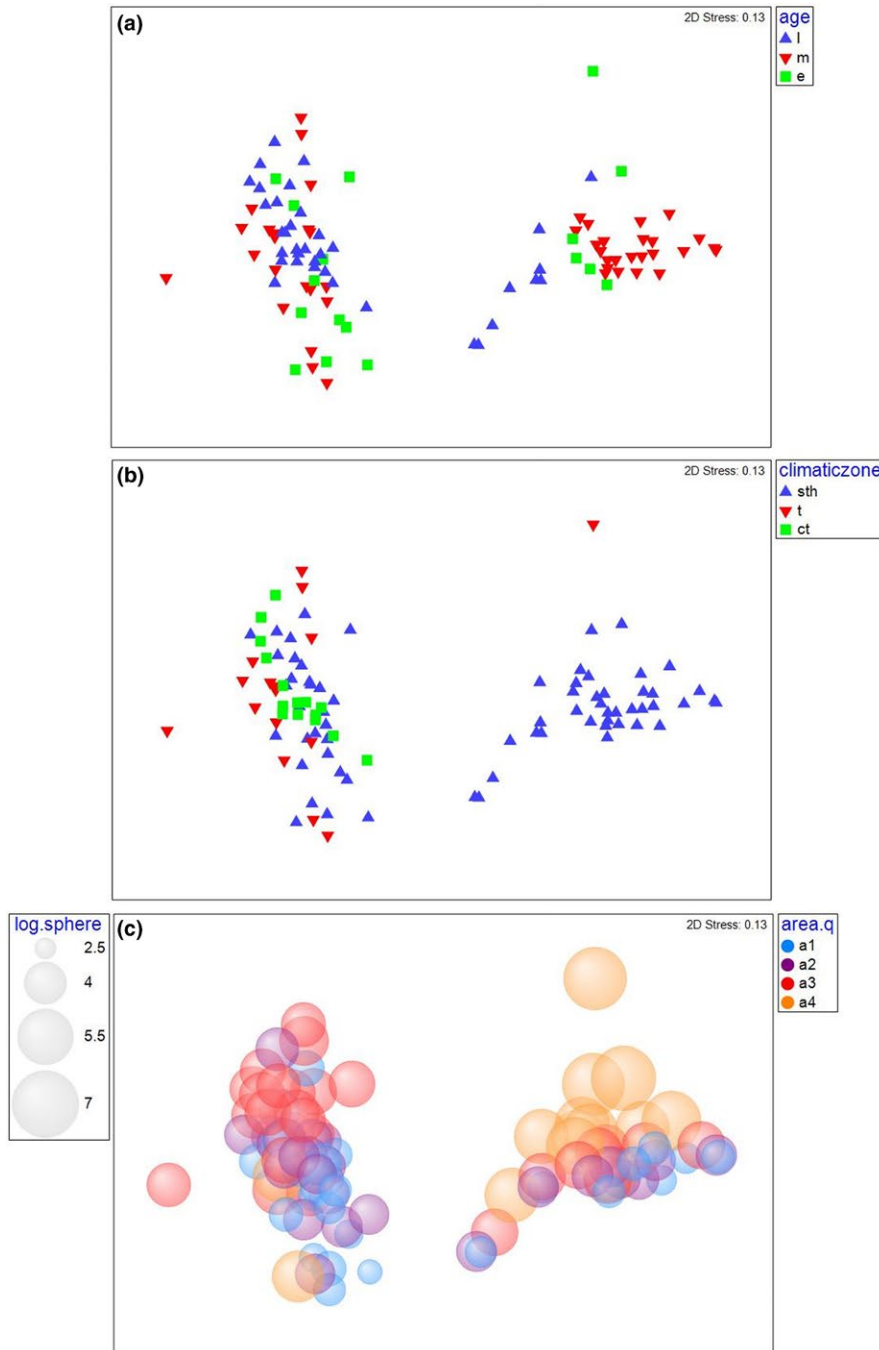 (a)
2D Stress: 0.13
age
l
m
e
(b)
2D Stress: 0.13
climaticzone
sth
t
ct
log.sphere
2.5
4
5.5
7
(c)
2D Stress: 0.13
area.q
a1
a2
a3
a4